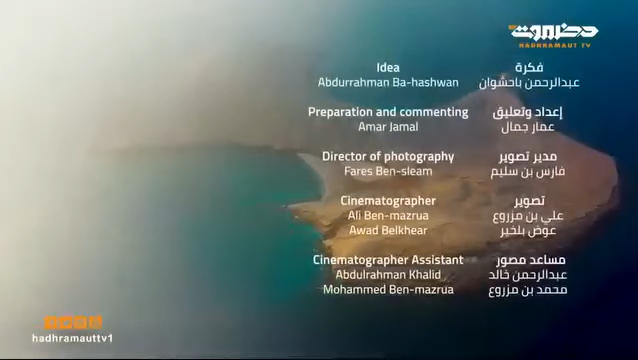 حضرموت
HADHRAMAUT TV
Idea
فكرة
Abdurrahman Ba-hashwan
عبدالرحمن باحشوان
Preparation and commenting
إعداد وتعليق
Amar Jamal
عمار جمال
Director of photography
مدير تصوير
Fares Ben-sleam
فارس بن سليم
Cinematographer
تصوير
Ali Ben-mazrua
علي بن مزروع
Awad Belkhear
عوض بلخير
Cinematographer Assistant
مساعد مصور
Abdulrahman Khalid
عبدالرحمن خالد
Mohammed Ben-mazrua
محمد بن مزروع
hadhramauttv1